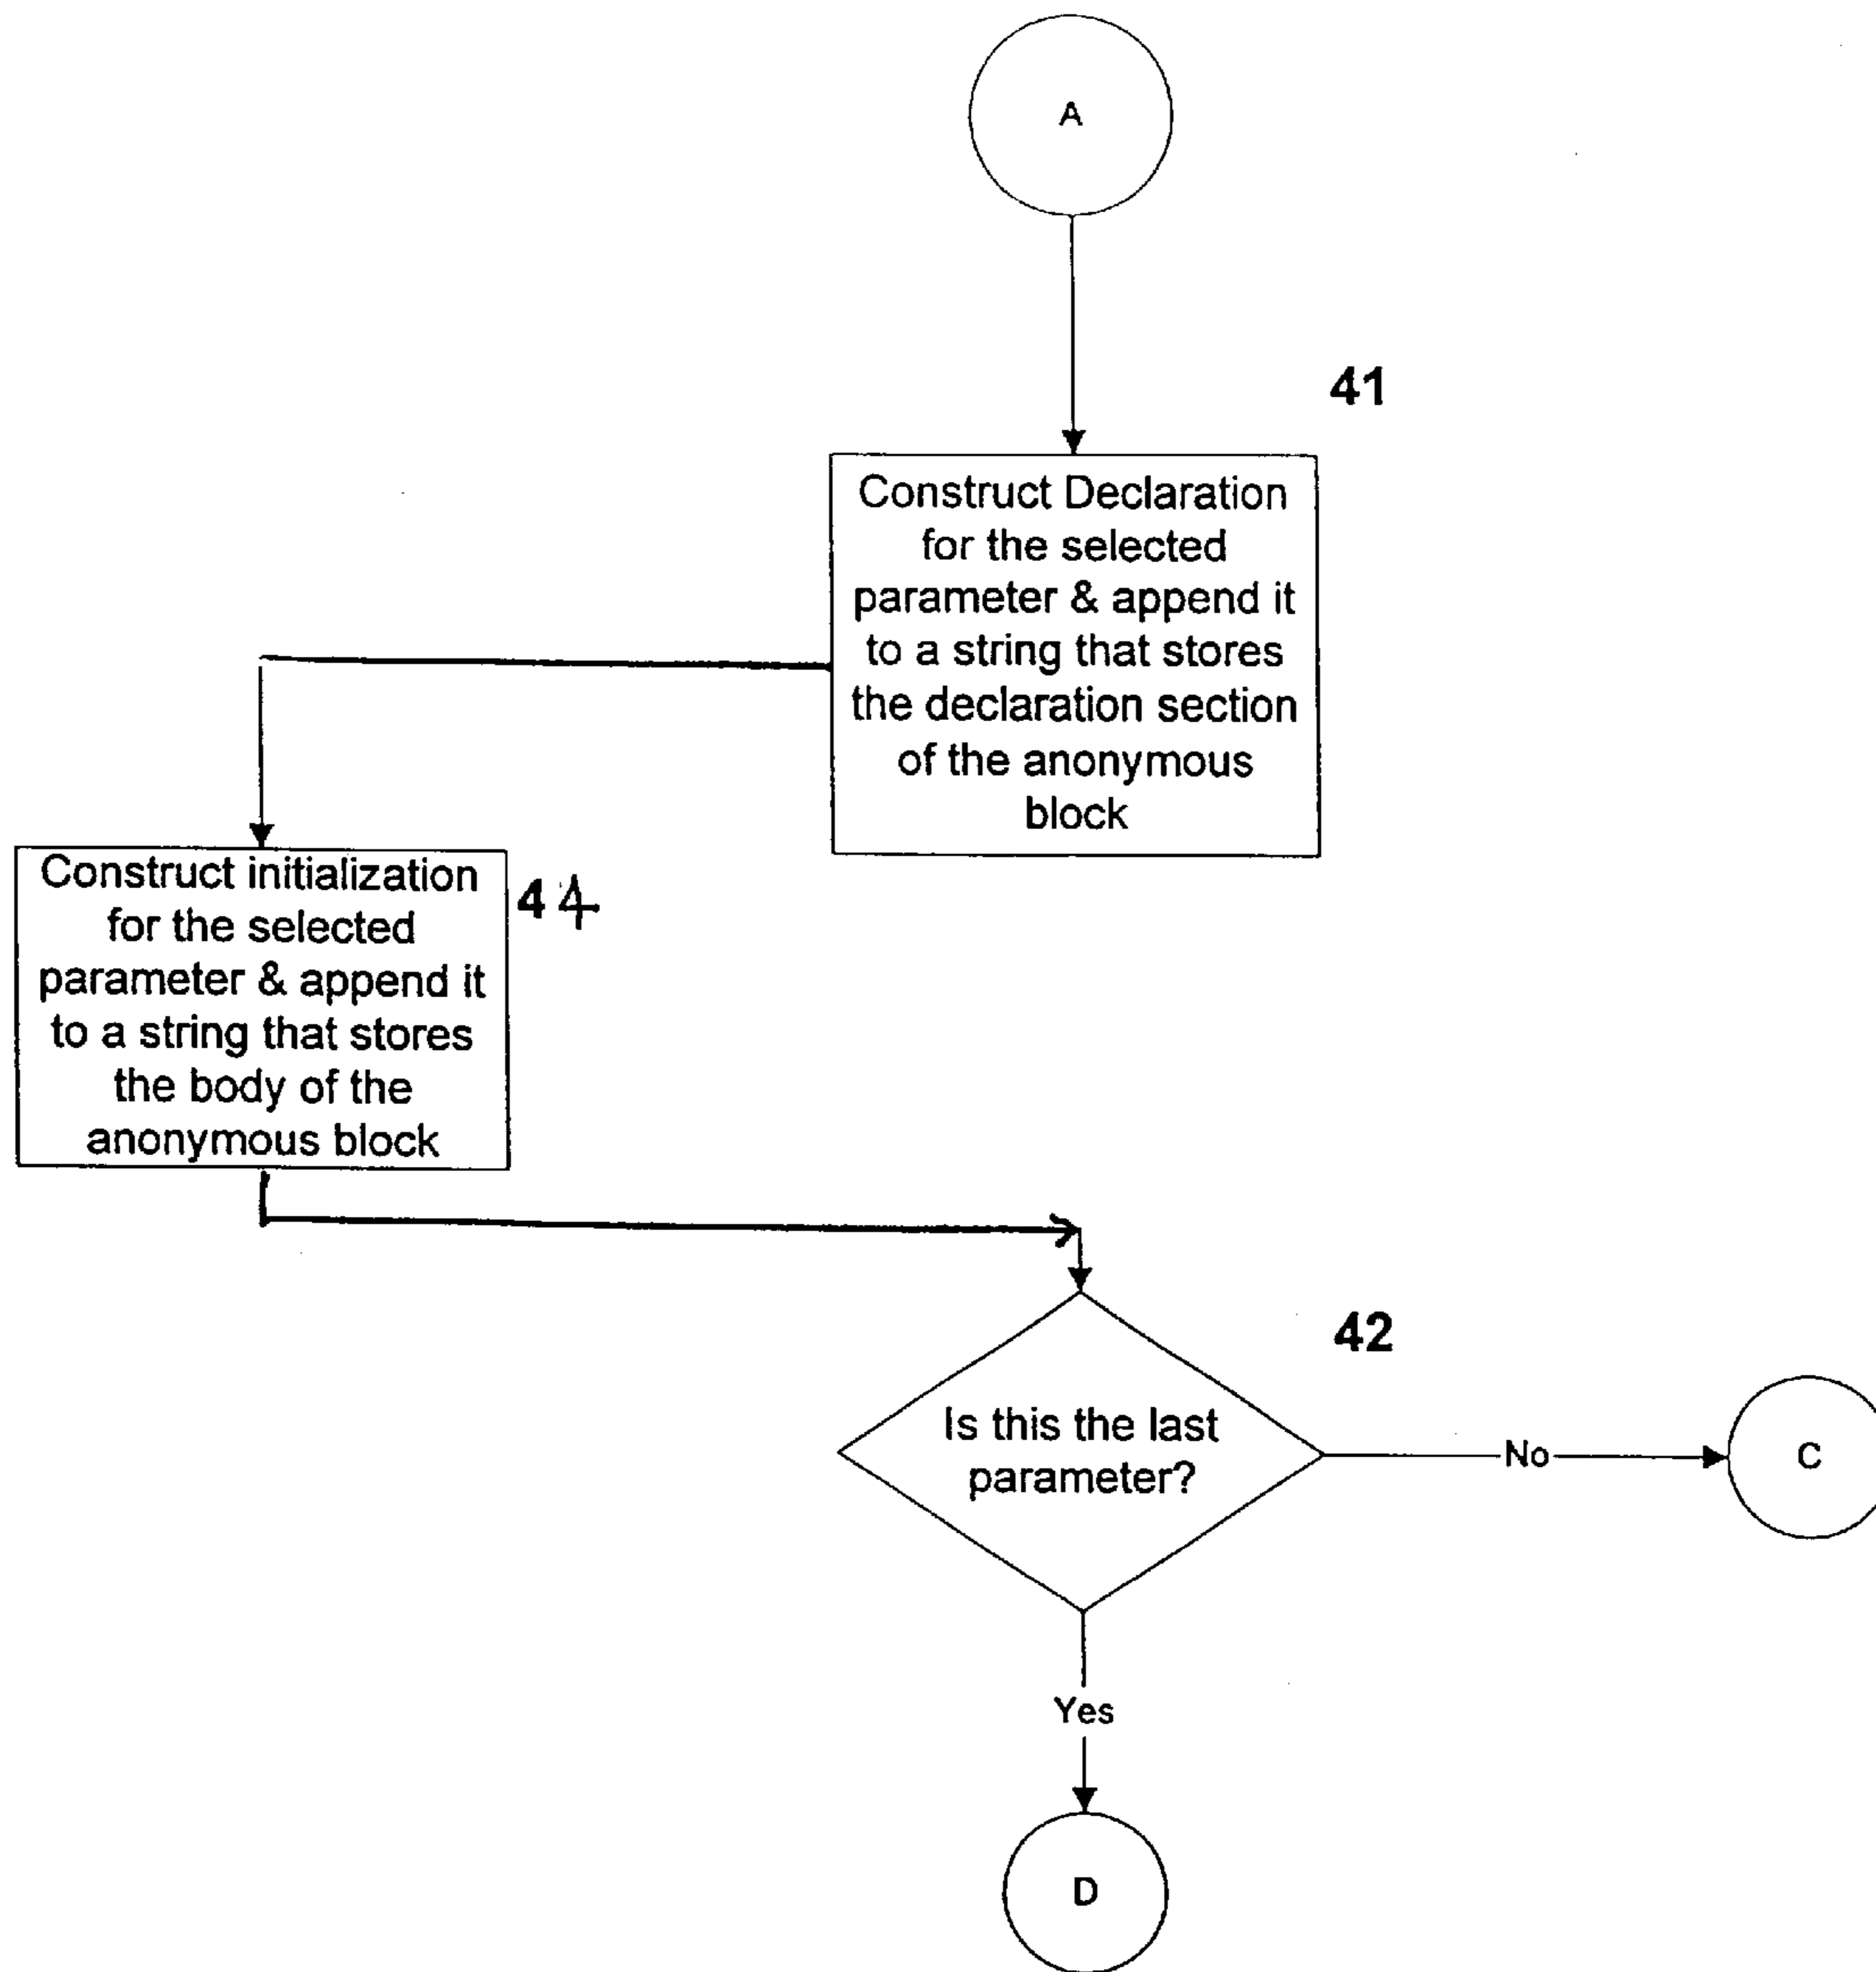 A
41
Construct Declaration
for the selected
parameter & append it
to a string that stores
the declaration section
of the anonymous
block
Construct initialization
for the selected
parameter & append it
to a string that stores
the body of the
anonymous block
44
42
Is this the last
parameter?
No
C
Yes
D